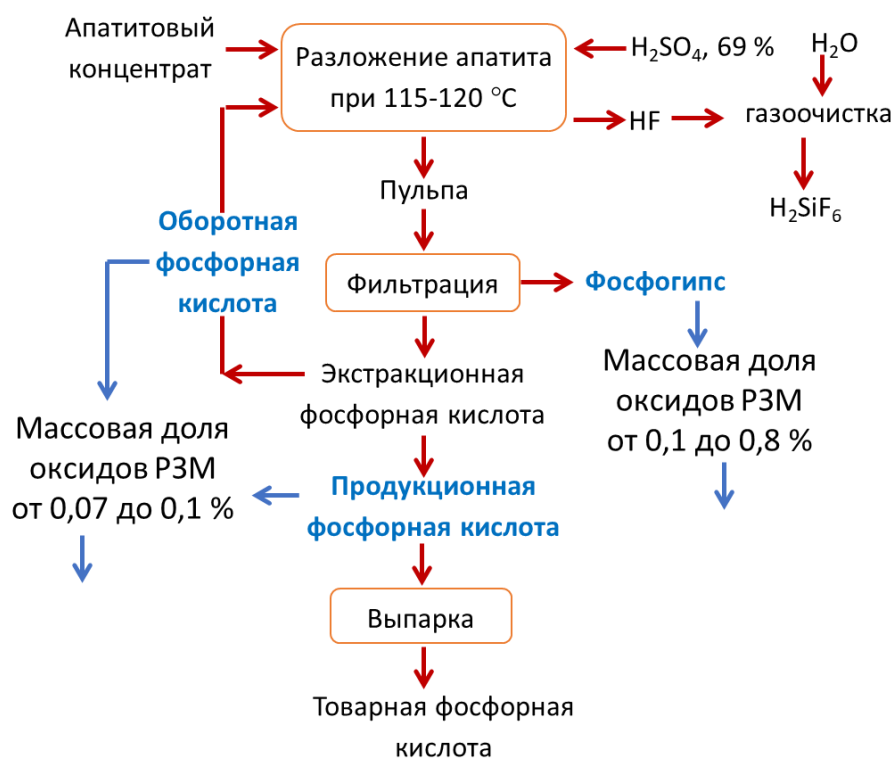 Апатитовый
концентрат
Разложение апатита
при 115-120 °С
H₂SO₄, 69 %
H₂O
HF
газоочистка
H₂SiF₆
Пульпа
Оборотная
фосфорная
кислота
Фильтрация
Фосфогипс
Экстракционная
фосфорная кислота
Массовая доля
оксидов РЗМ
от 0,1 до 0,8 %
Массовая доля
оксидов РЗМ
от 0,07 до 0,1 %
Продукционная
фосфорная кислота
Выпарка
Товарная фосфорная
кислота